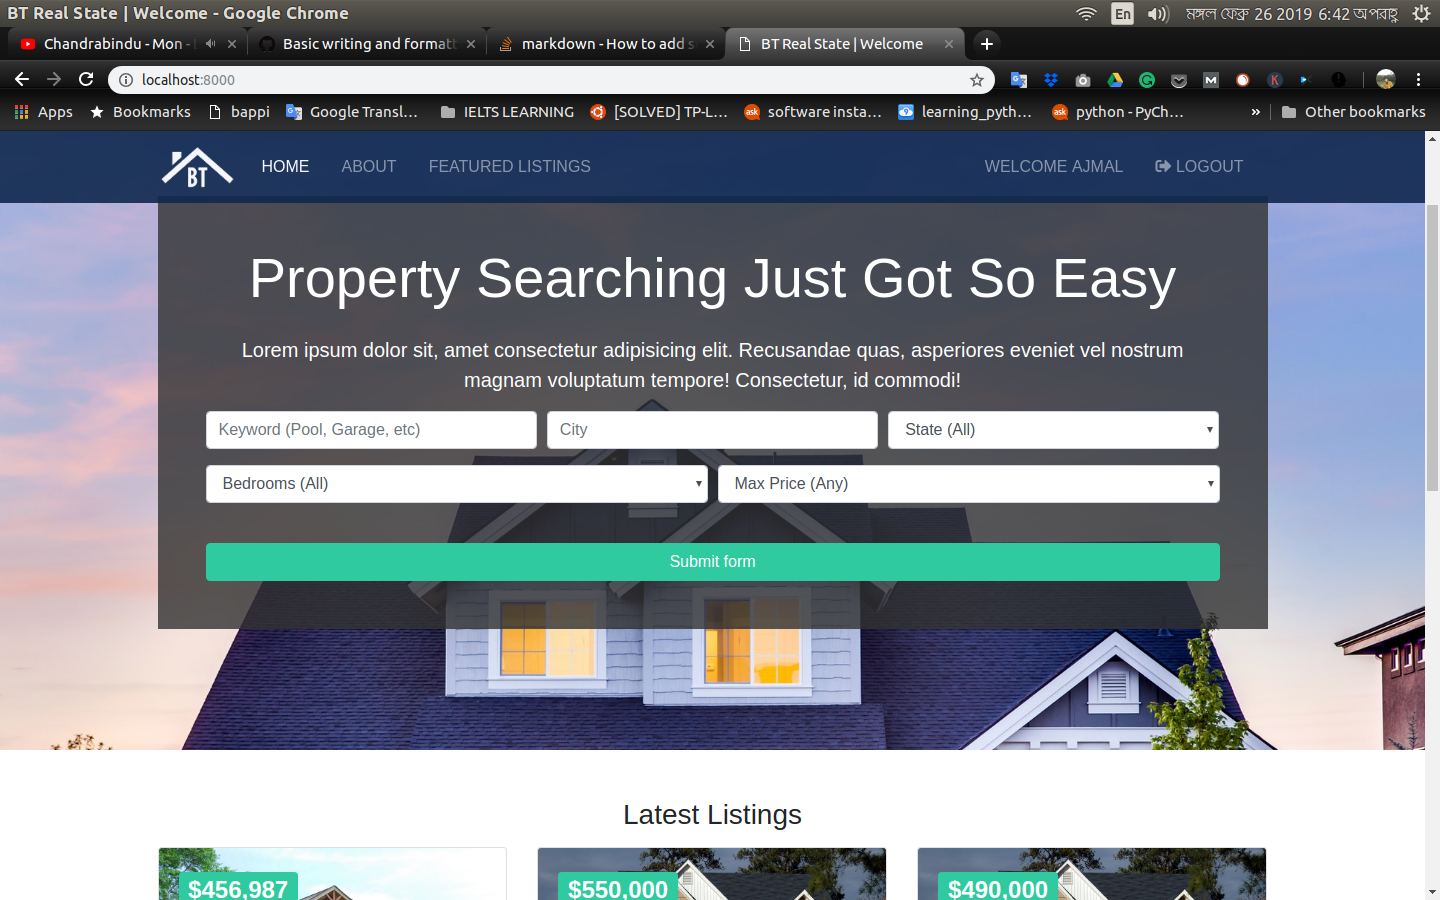 BT Real State | Welcome - Google Chrome
En
মঙ্গল ফেব্রু 26 2019 6:42 অপরাহ্ণ
Chandrabindu - Mon -
Basic writing and formatt
markdown - How to add s
BT Real State | Welcome
localhost:8000
Apps
Bookmarks
bappi
Google Transl...
IELTS LEARNING
[SOLVED] TP-L...
software insta...
learning_pyth...
python - PyCh...
»
Other bookmarks
BT
HOME
ABOUT
FEATURED LISTINGS
WELCOME AJMAL
LOGOUT
Property Searching Just Got So Easy
Lorem ipsum dolor sit, amet consectetur adipisicing elit. Recusandae quas, asperiores eveniet vel nostrum
magnam voluptatum tempore! Consectetur, id commodi!
Keyword (Pool, Garage, etc)
City
State (All)
Bedrooms (All)
Max Price (Any)
Submit form
Latest Listings
$456,987
$550,000
$490,000